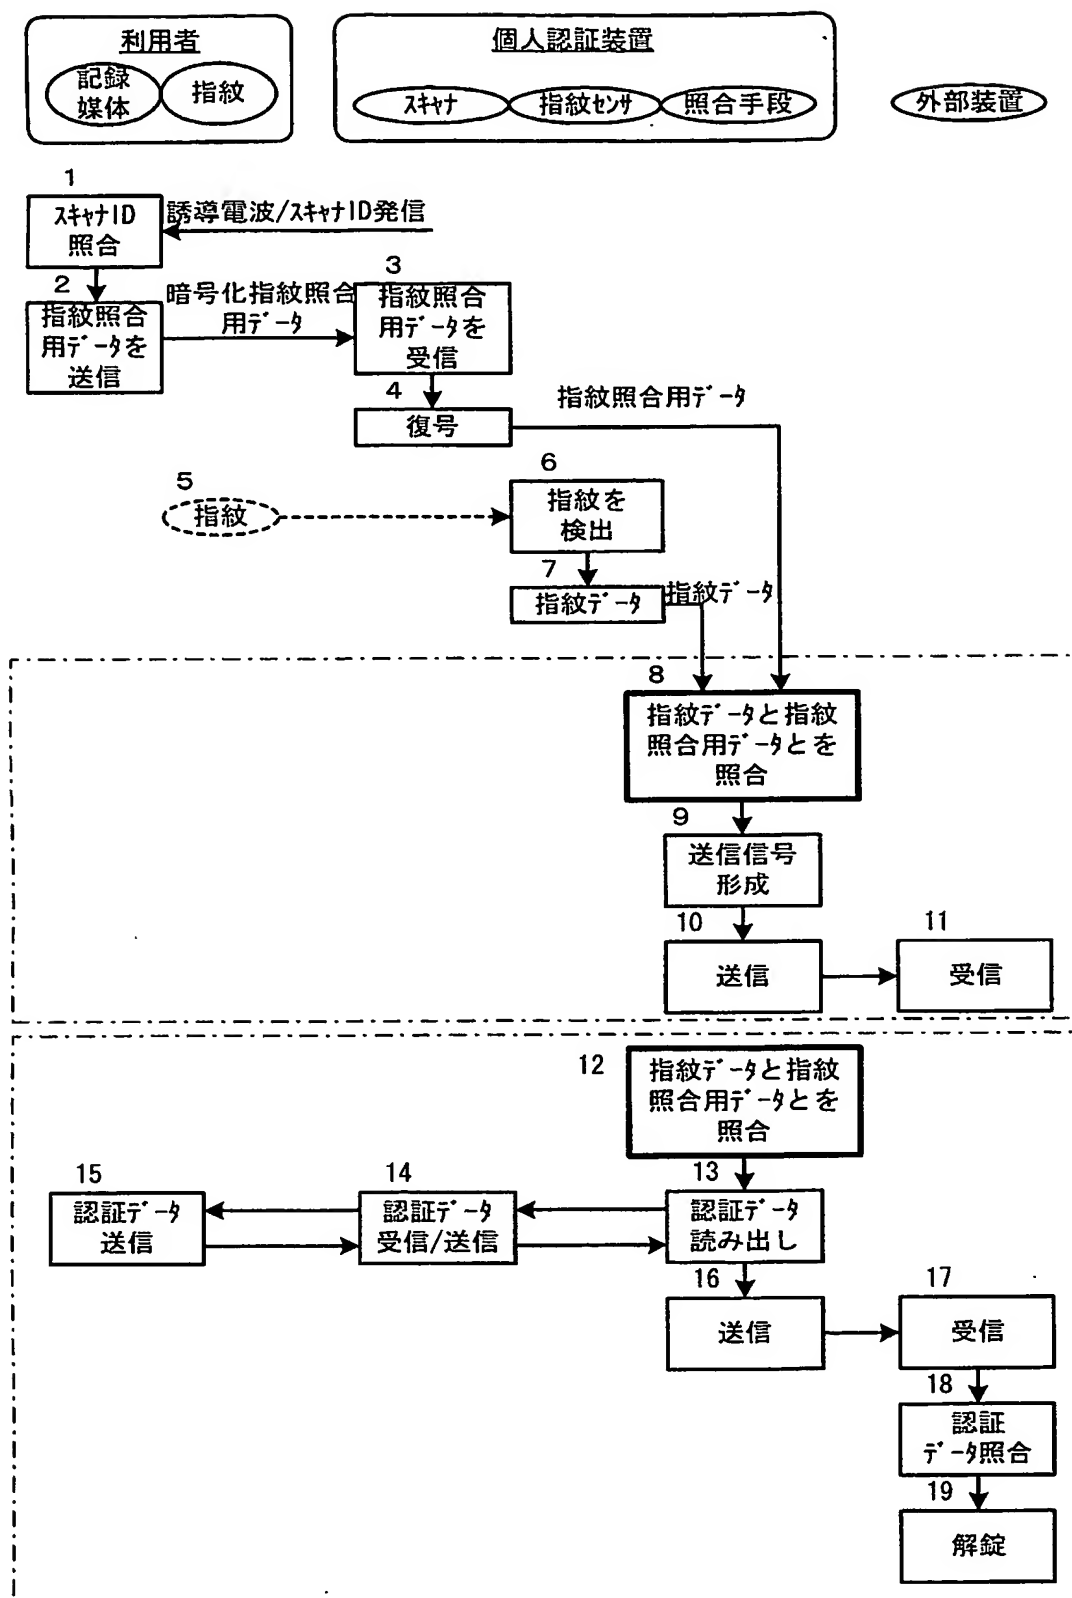 利用者
記録
媒体
指紋
個人認証装置
スキャナ
指紋センサ
照合手段
外部装置
1
スキャナID
照合
誘導電波/スキャナID発信
2
指紋照合
用データを
送信
暗号化指紋照合
用データ
3
指紋照合
用データを
受信
4
復号
指紋照合用データ
5
指紋
6
指紋を
検出
7
指紋データ
指紋データ
8
指紋データと指紋
照合用データとを
照合
9
送信信号
形成
10
送信
11
受信
12
指紋データと指紋
照合用データとを
照合
13
認証データ
読み出し
14
認証データ
受信/送信
15
認証データ
送信
16
送信
17
受信
18
認証
データ照合
19
解錠